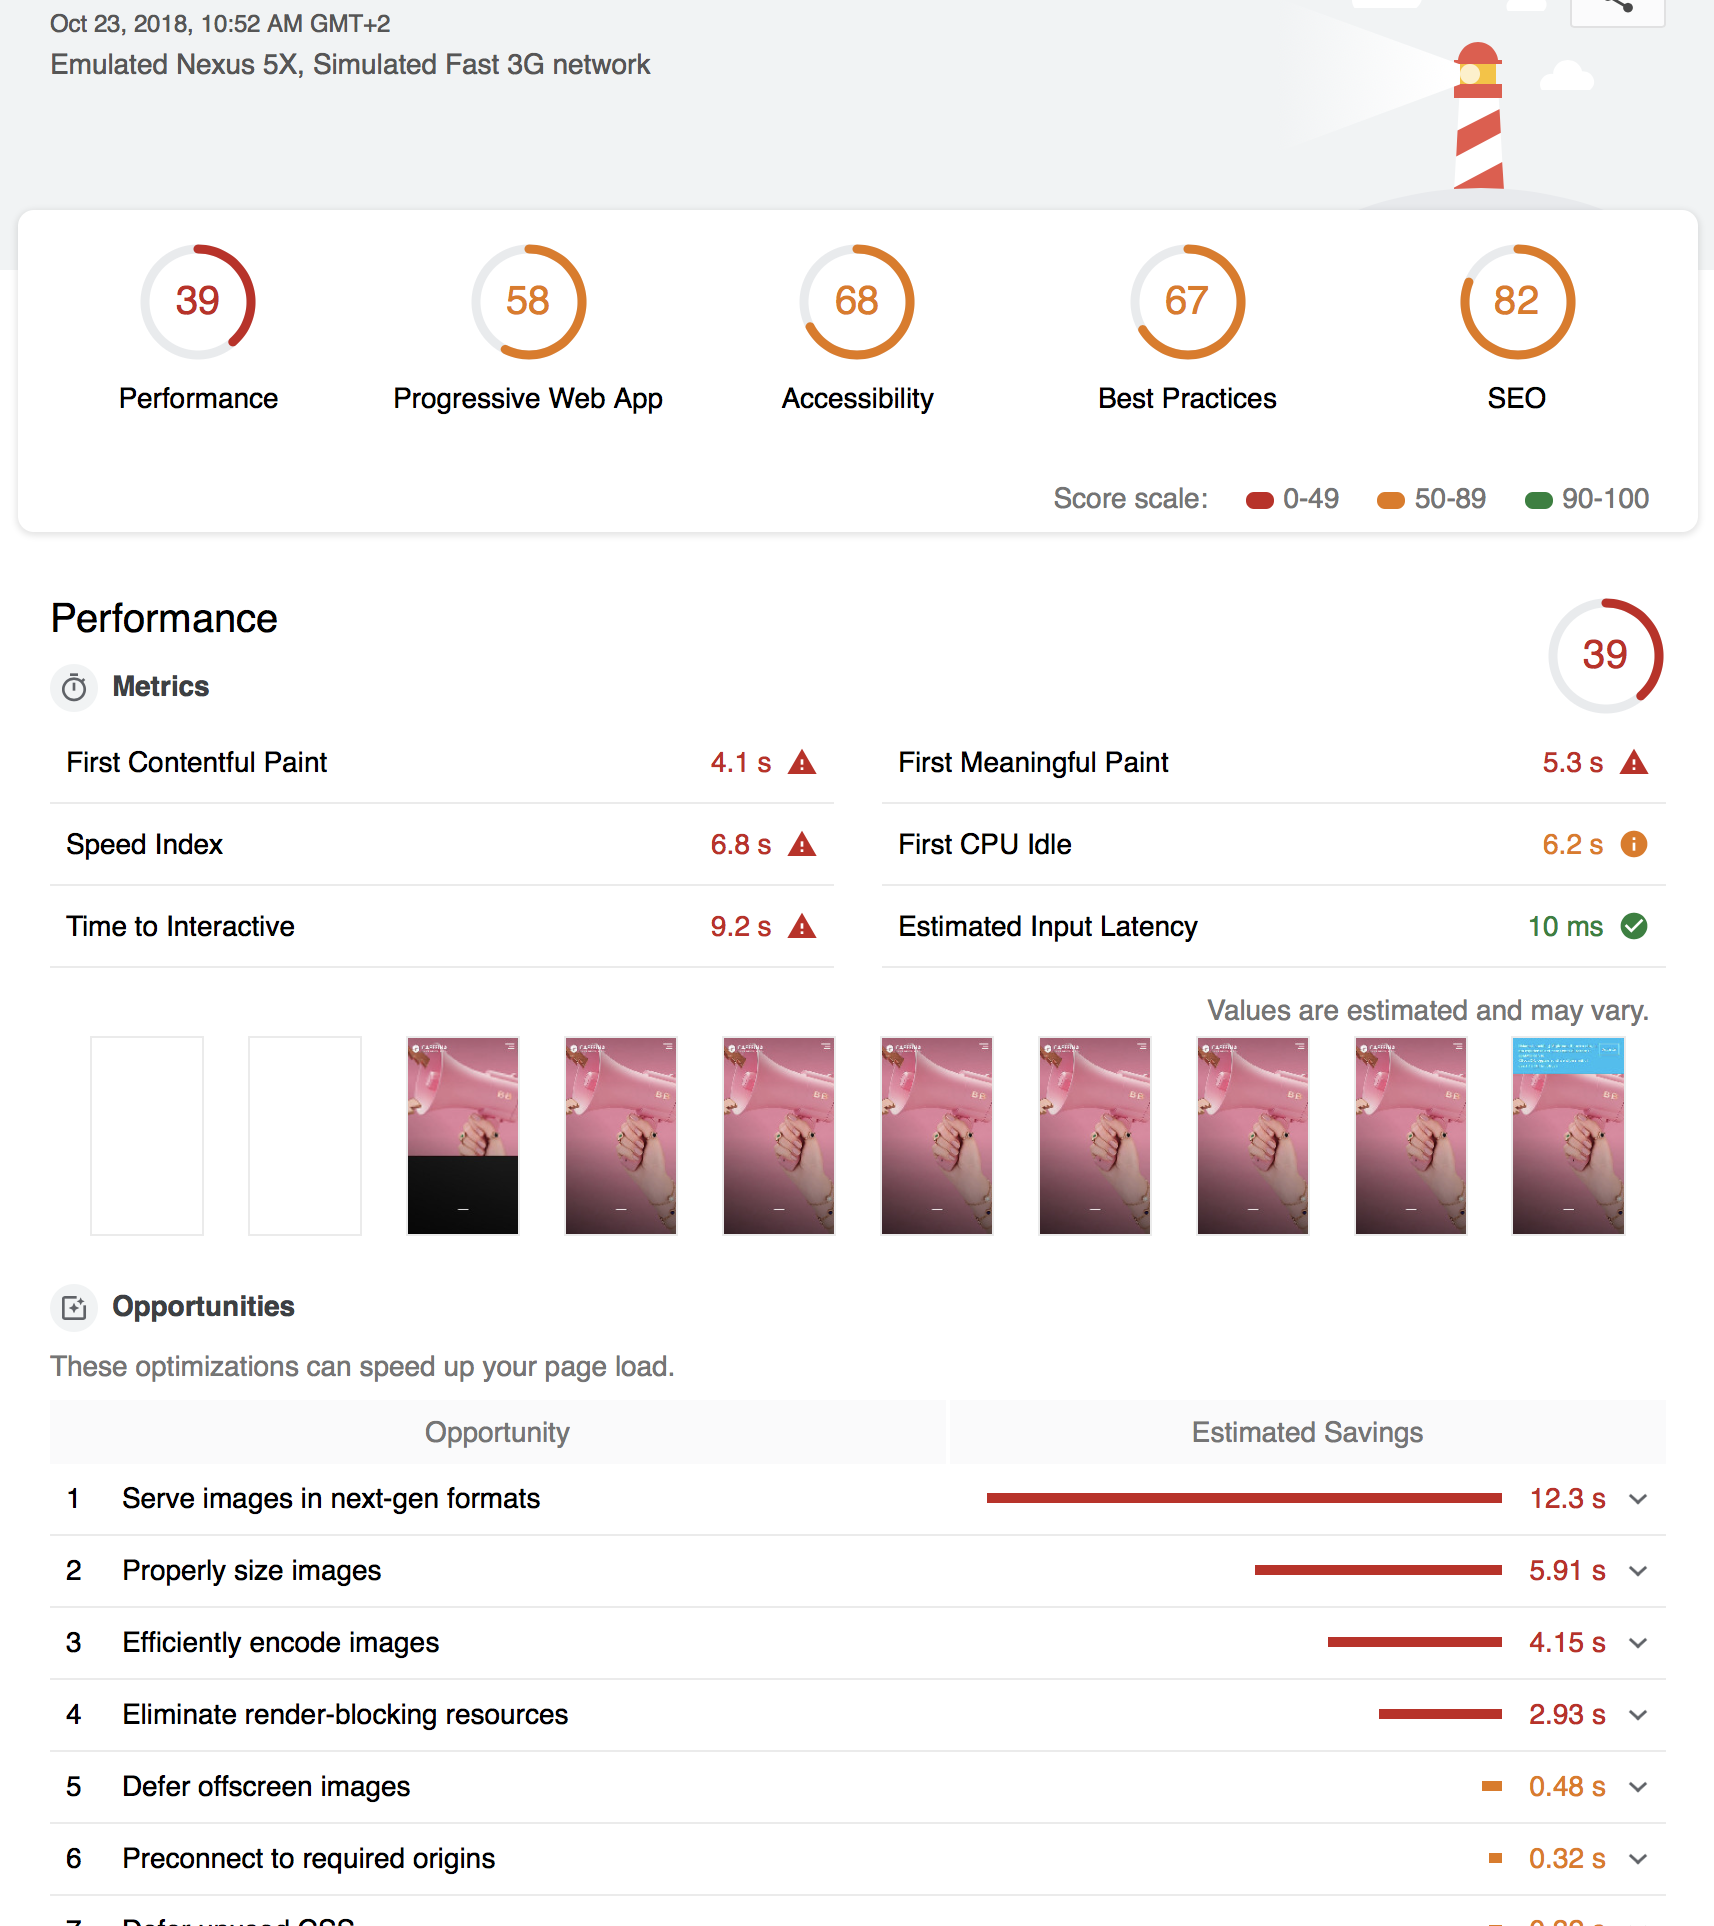 Oct 23, 2018, 10:52 AM GMT+2
Emulated Nexus 5X, Simulated Fast 3G network
39
58
68
67
82
Performance
Progressive Web App
Accessibility
Best Practices
SEO
Score scale: 0-49 50-89 90-100
Performance
39
Metrics
First Contentful Paint 4.1 s
First Meaningful Paint 5.3 s
Speed Index 6.8 s
First CPU Idle 6.2 s
Time to Interactive 9.2 s
Estimated Input Latency 10 ms
Values are estimated and may vary.
Opportunities
These optimizations can speed up your page load.
Opportunity Estimated Savings
1 Serve images in next-gen formats 12.3 s
2 Properly size images 5.91 s
3 Efficiently encode images 4.15 s
4 Eliminate render-blocking resources 2.93 s
5 Defer offscreen images 0.48 s
6 Preconnect to required origins 0.32 s
7 Defer unused CSS